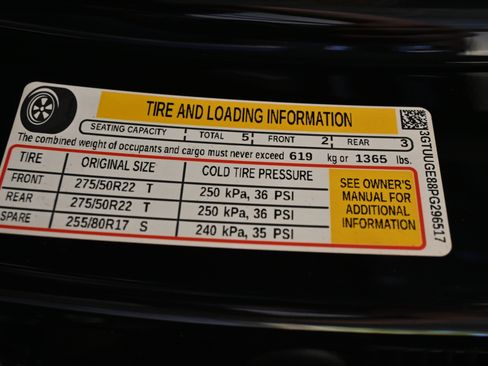 TIRE AND LOADING INFORMATION
SEATING CAPACITY TOTAL 5 FRONT 2 REAR 3
The combined weight of occupants and cargo must never exceed 619 kg or 1365 lbs.
TIRE ORIGINAL SIZE COLD TIRE PRESSURE
FRONT 275/50R22 T 250 kPa, 36 PSI
REAR 275/50R22 T 250 kPa, 36 PSI
SPARE 255/80R17 S 240 kPa, 35 PSI
SEE OWNER'S
MANUAL FOR
ADDITIONAL
INFORMATION
3GTUUGE88PG296517